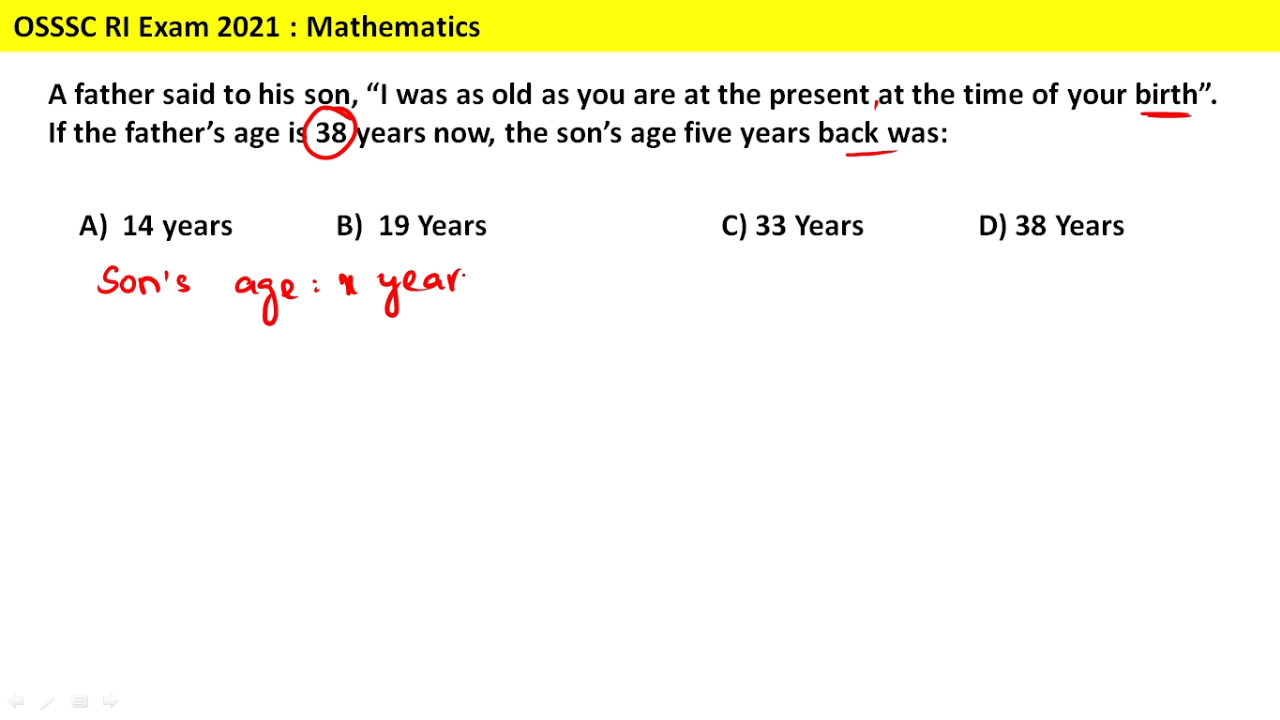 OSSSC RI Exam 2021 : Mathematics
A father said to his son, “I was as old as you are at the present , at the time of your birth”.
If the father’s age is 38 years now, the son’s age five years back was:
A) 14 years B) 19 Years C) 33 Years D) 38 Years
Son's age : x year